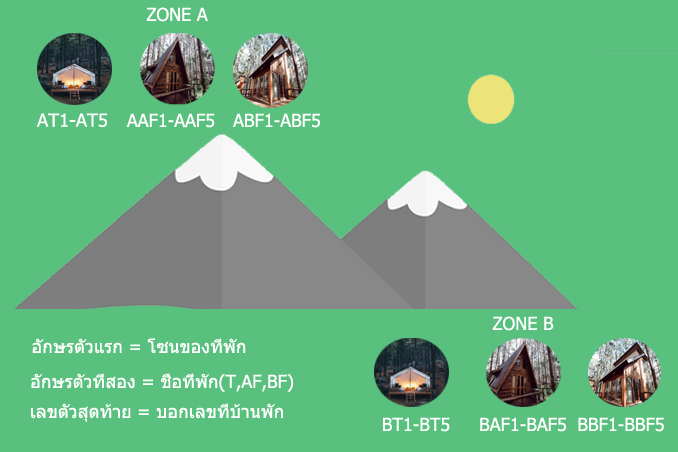 ZONE A
AT1-AT5 AAF1-AAF5 ABF1-ABF5
ZONE B
อักษรตัวแรก = โซนของที่พัก
อักษรตัวที่สอง = ชื่อที่พัก(T,AF,BF)
เลขตัวสุดท้าย = บอกเลขที่บ้านพัก
BT1-BT5 BAF1-BAF5 BBF1-BBF5